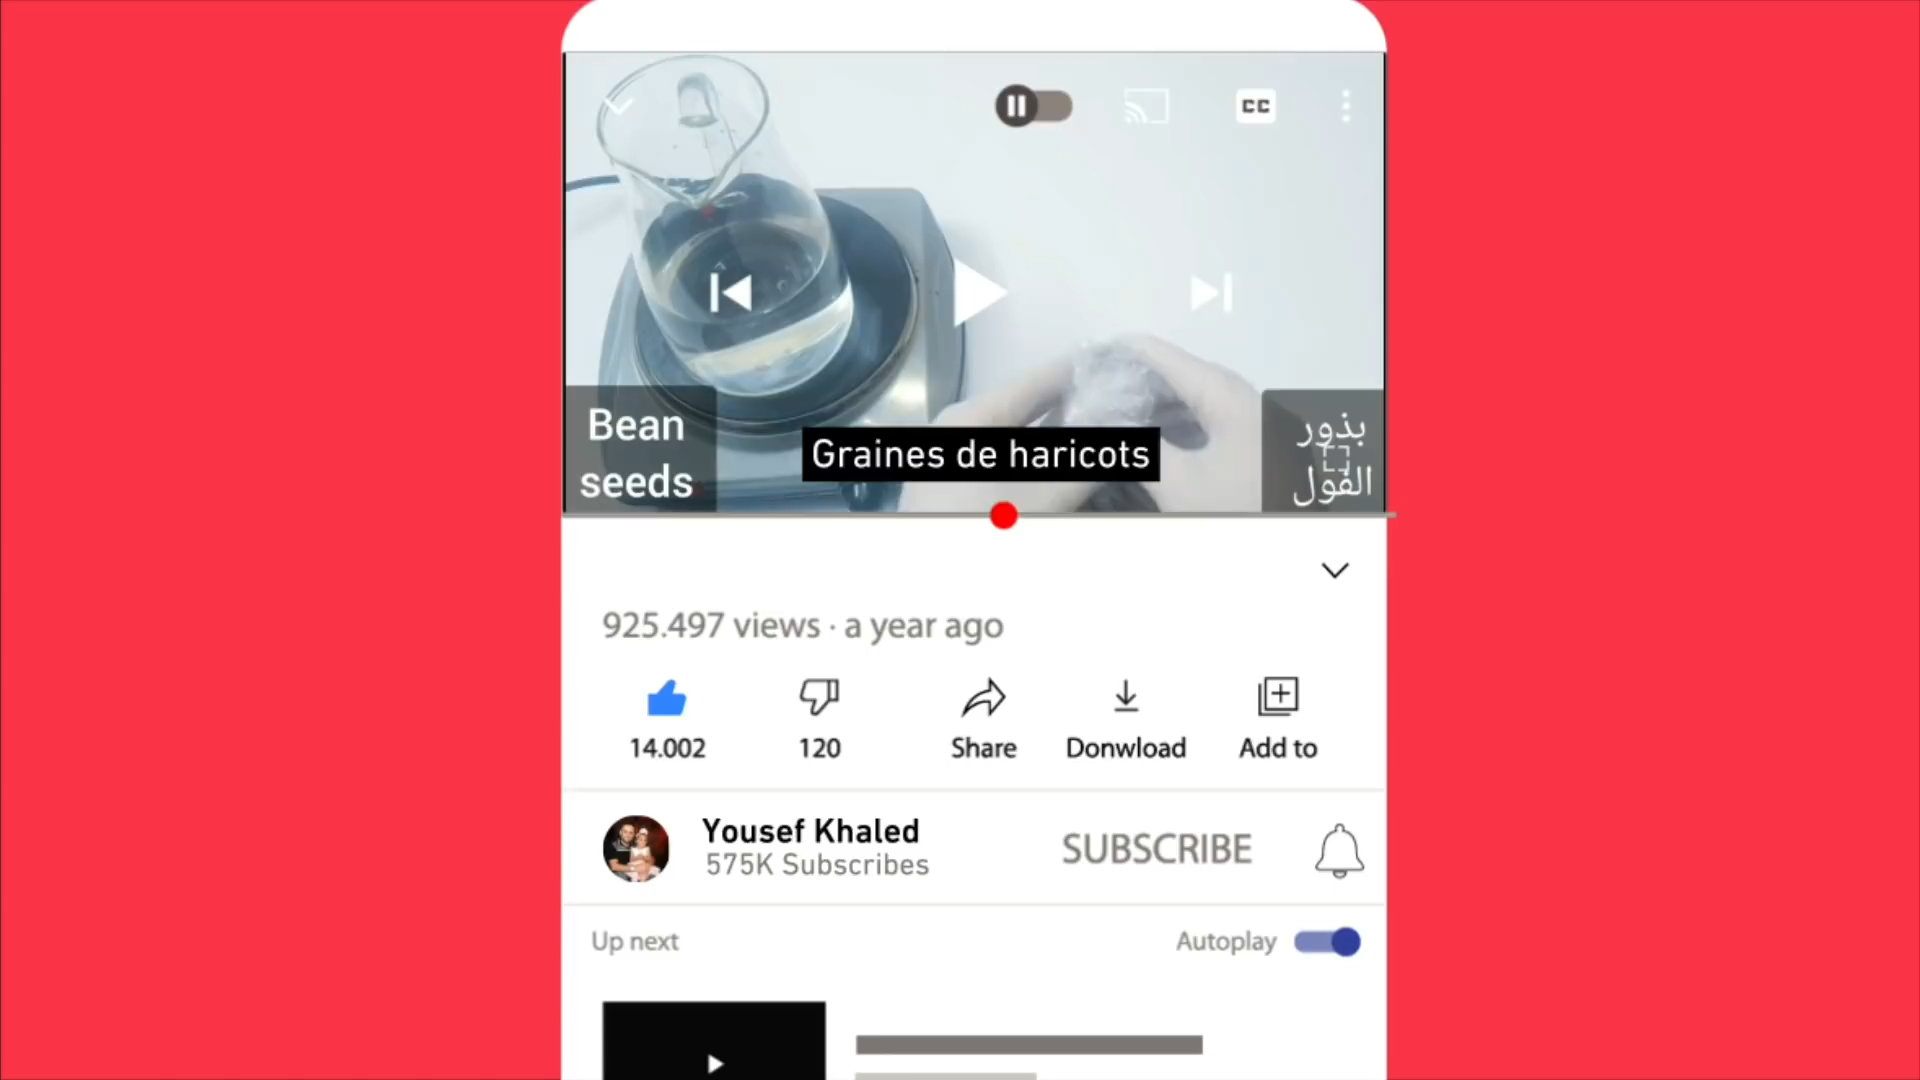 CC
Bean
seeds
Graines de haricots
بذور
الفول
925.497 views · a year ago
14.002
120
Share
Donwload
Add to
Yousef Khaled
575K Subscribes
SUBSCRIBE
Up next
Autoplay